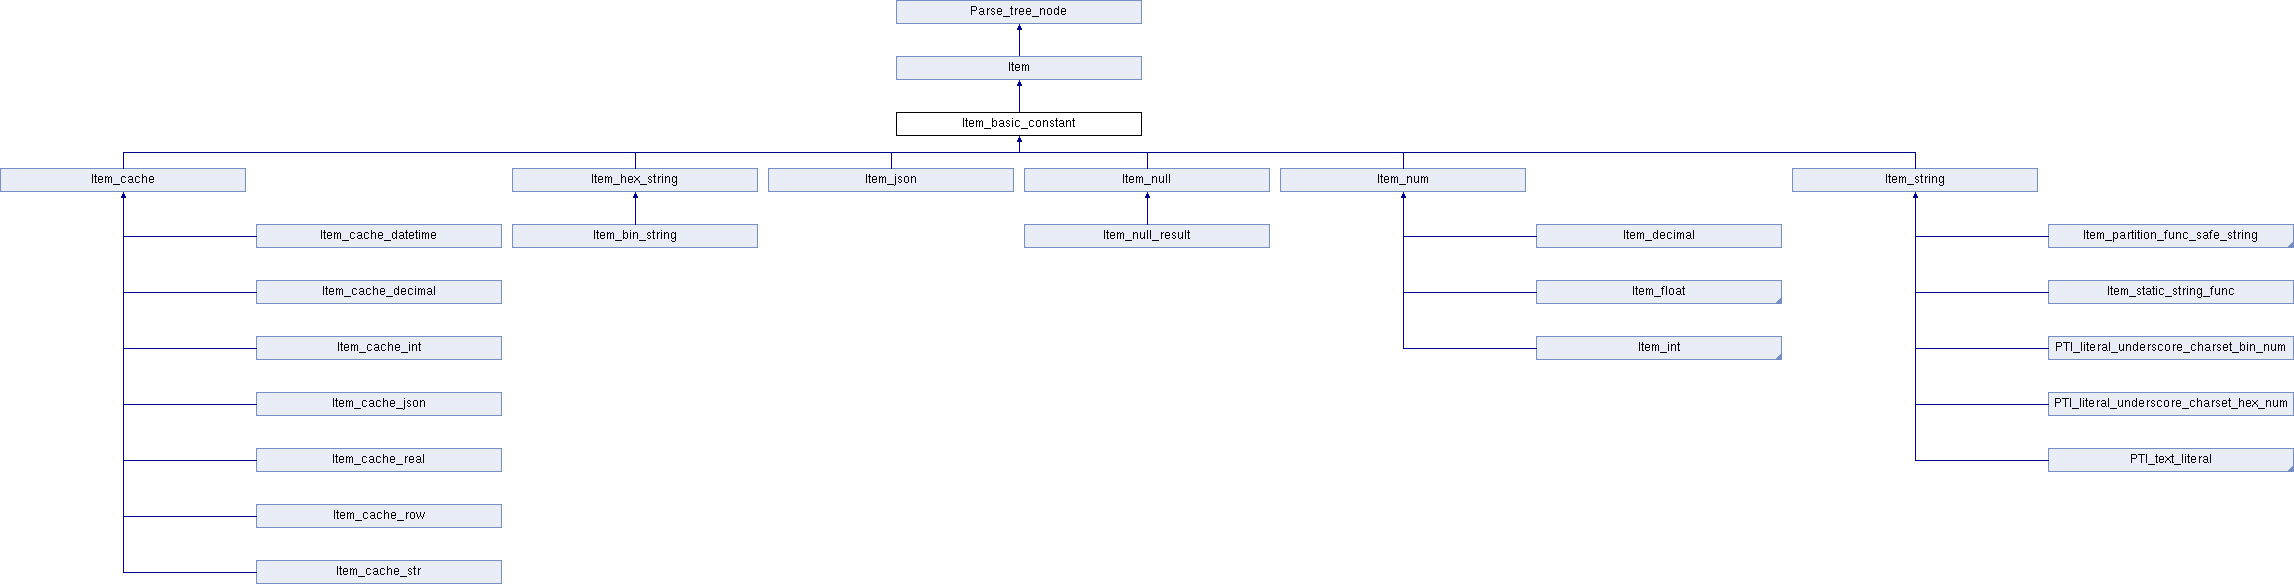 Parse_tree_node
Item
Item_basic_constant
Item_cache
Item_hex_string
Item_json
Item_null
Item_num
Item_string
Item_cache_datetime
Item_bin_string
Item_null_result
Item_decimal
Item_partition_func_safe_string
Item_cache_decimal
Item_float
Item_static_string_func
Item_cache_int
Item_int
PTI_literal_underscore_charset_bin_num
Item_cache_json
PTI_literal_underscore_charset_hex_num
Item_cache_real
PTI_text_literal
Item_cache_row
Item_cache_str